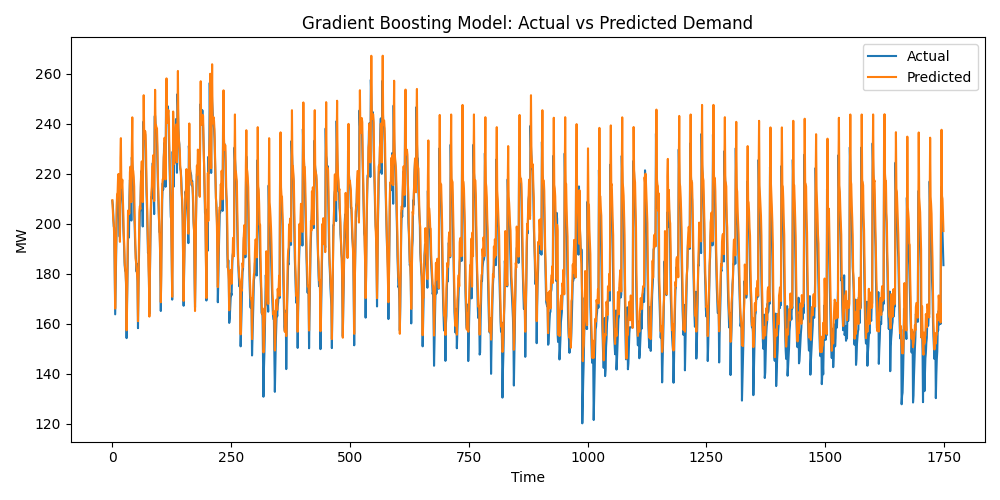 Gradient Boosting Model: Actual vs Predicted Demand
Actual
Predicted
260
240
220
200
180
160
140
120
MW
0 250 500 750 1000 1250 1500 1750
Time